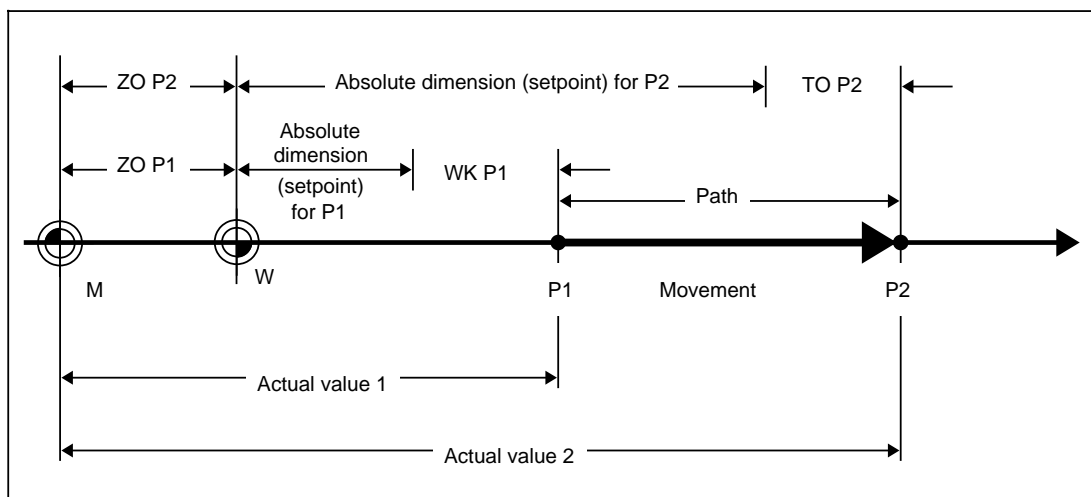 ZO P2
Absolute dimension (setpoint) for P2
TO P2
ZO P1
Absolute
dimension
(setpoint)
for P1
WK P1
Path
M
W
P1
Movement
P2
Actual value 1
Actual value 2